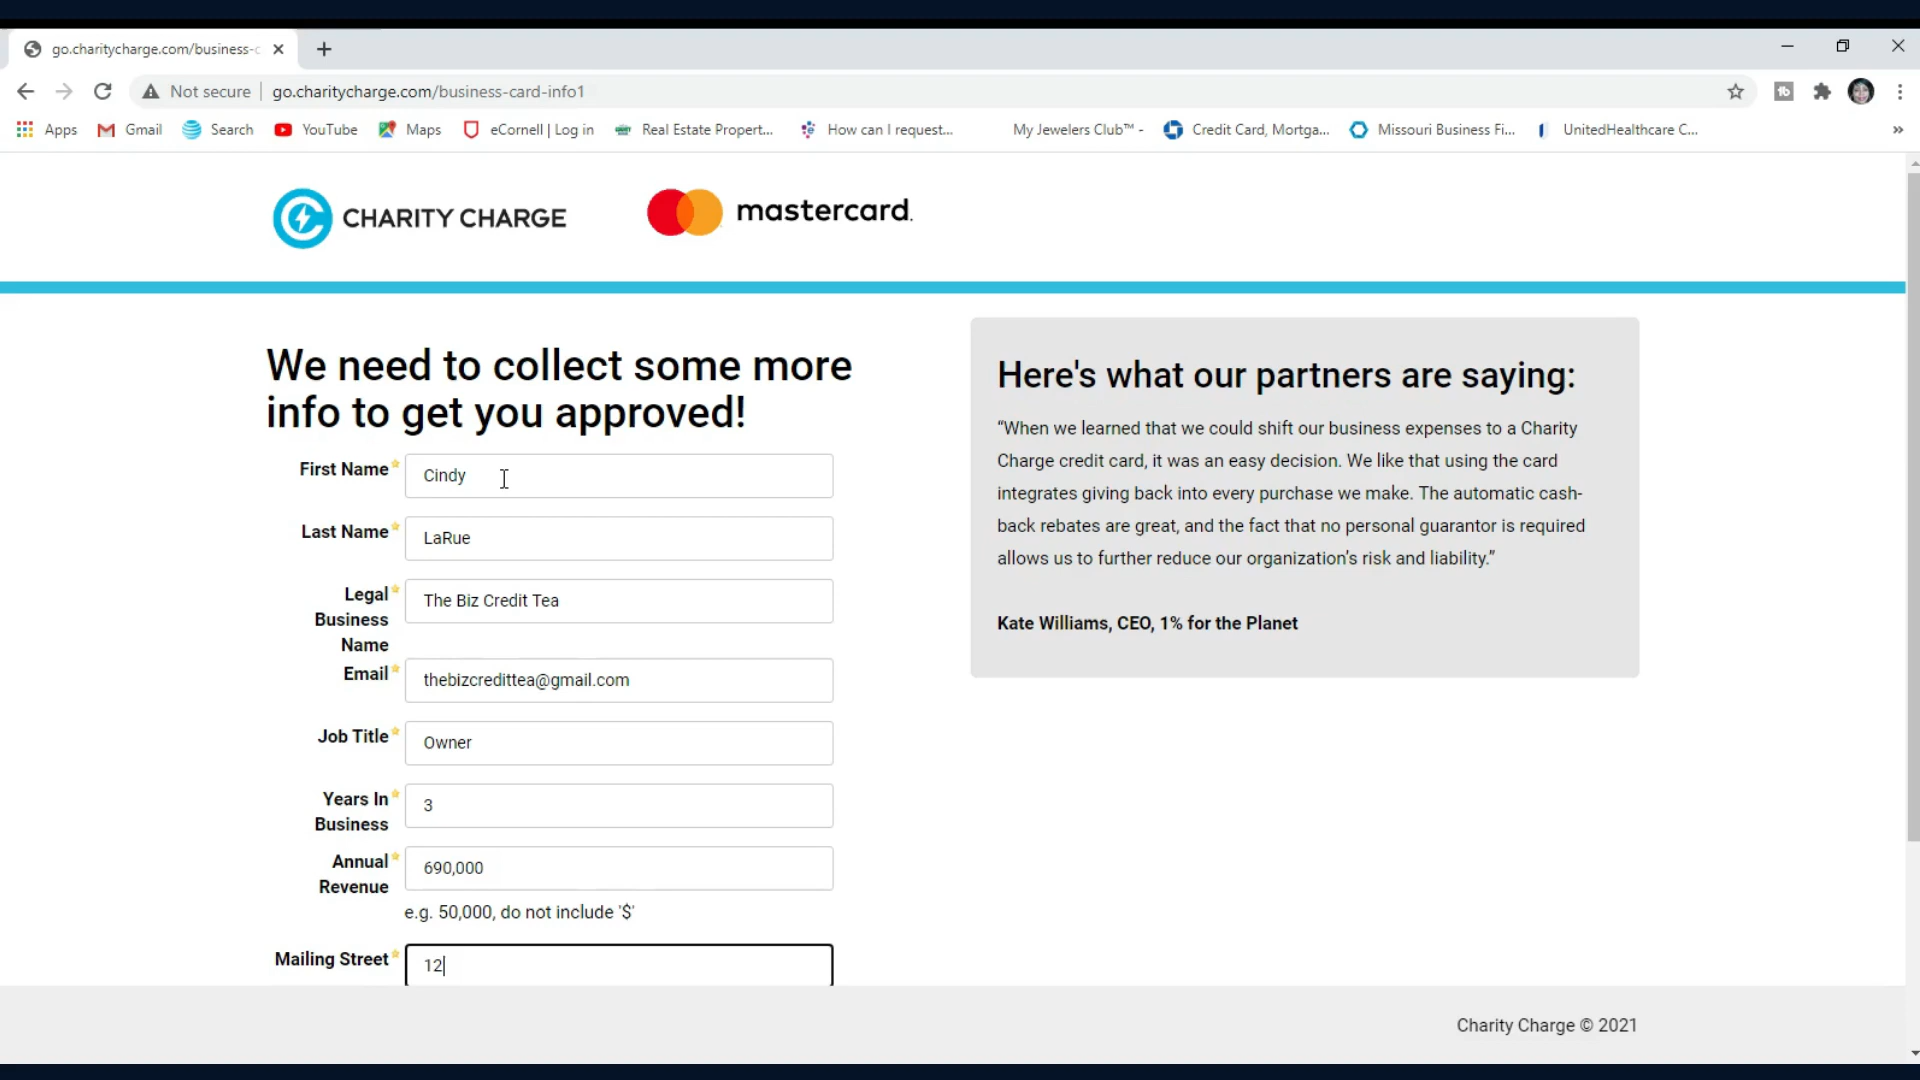 go.charitycharge.com/business-c
Not secure go.charitycharge.com/business-card-info1
Apps Gmail Search YouTube Maps eCornell | Log in Real Estate Propert... How can I request... My Jewelers Club™ - Credit Card, Mortga... Missouri Business Fi... UnitedHealthcare C... »
CHARITY CHARGE mastercard.
We need to collect some more
info to get you approved!
First Name Cindy
Last Name LaRue
Legal
Business
Name
The Biz Credit Tea
Email thebizcredittea@gmail.com
Job Title Owner
Years In
Business
3
Annual
Revenue
690,000
e.g. 50,000, do not include '$'
Mailing Street 12
Here's what our partners are saying:
“When we learned that we could shift our business expenses to a Charity
Charge credit card, it was an easy decision. We like that using the card
integrates giving back into every purchase we make. The automatic cash-
back rebates are great, and the fact that no personal guarantor is required
allows us to further reduce our organization’s risk and liability.”
Kate Williams, CEO, 1% for the Planet
Charity Charge © 2021